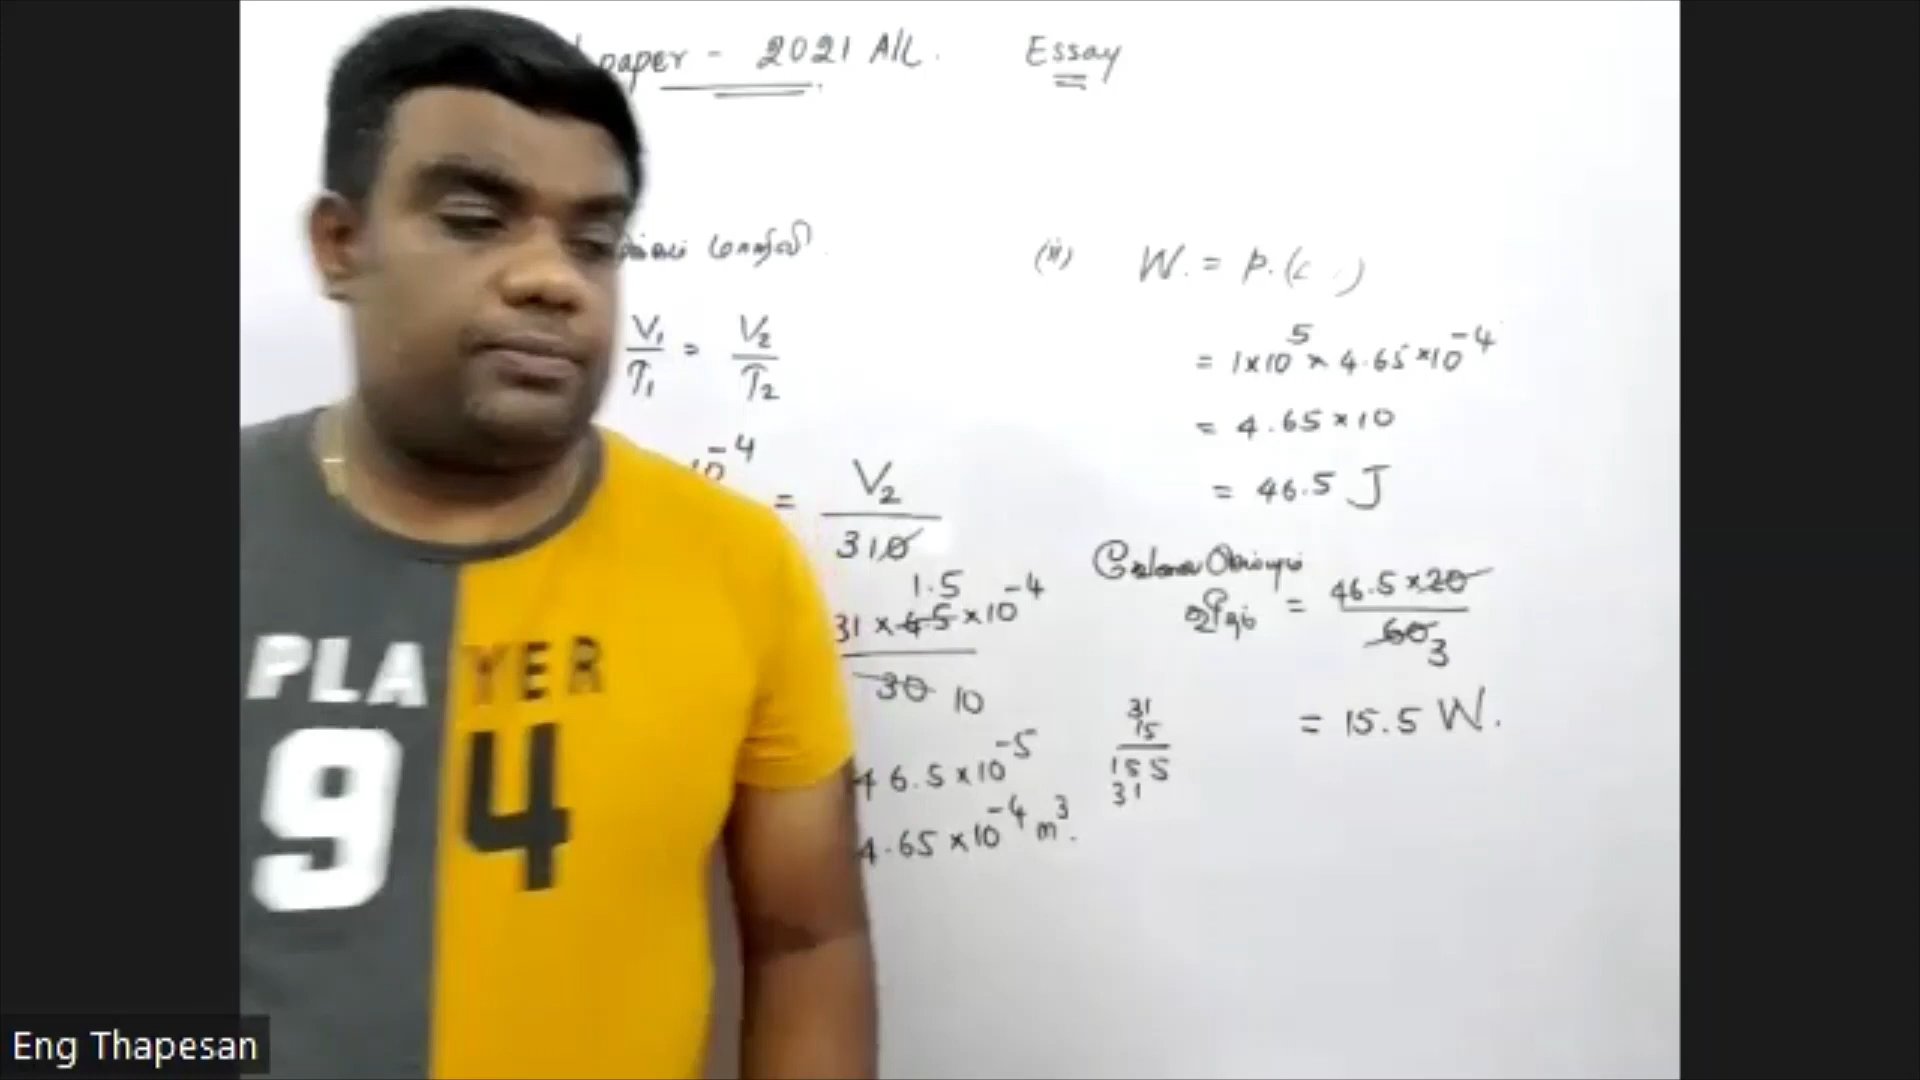 paper - 2021 A/L. Essay
V₁/T₁ = V₂/T₂
10⁻⁴ = V₂/310
1.5
31 × 4.5 × 10⁻⁴
30 10
46.5 × 10⁻⁵
4.65 × 10⁻⁴ m³.
(ii) W. = P.( )
= 1×10⁵ × 4.65 × 10⁻⁴
= 4.65 × 10
= 46.5 J
= 46.5 × 20
60 3
= 15.5 W.
31
15
155
31
PLAYER
94
Eng Thapesan